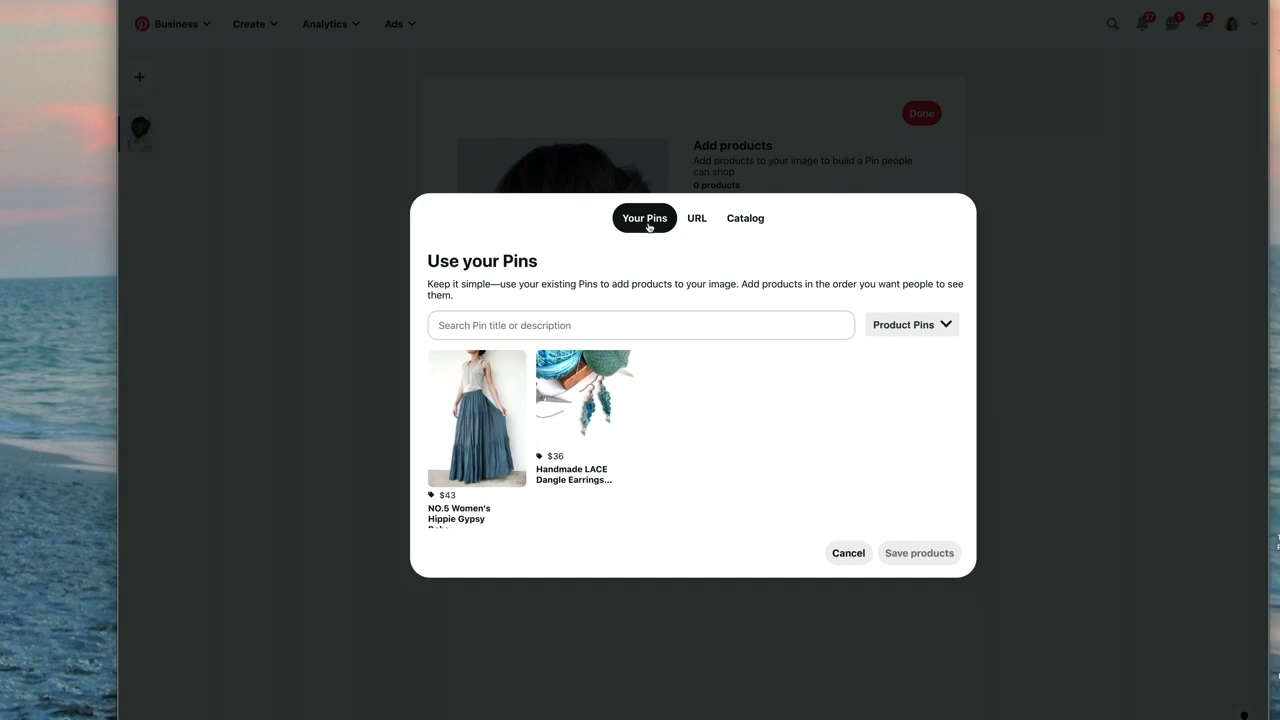 Business
Create
Analytics
Ads
27
1
2
Done
Add products
Add products to your image to build a Pin people
can shop
0 products
Your Pins
URL
Catalog
Use your Pins
Keep it simple—use your existing Pins to add products to your image. Add products in the order you want people to see
them.
Search Pin title or description
Product Pins
$43
NO.5 Women's
Hippie Gypsy
$36
Handmade LACE
Dangle Earrings...
Cancel
Save products